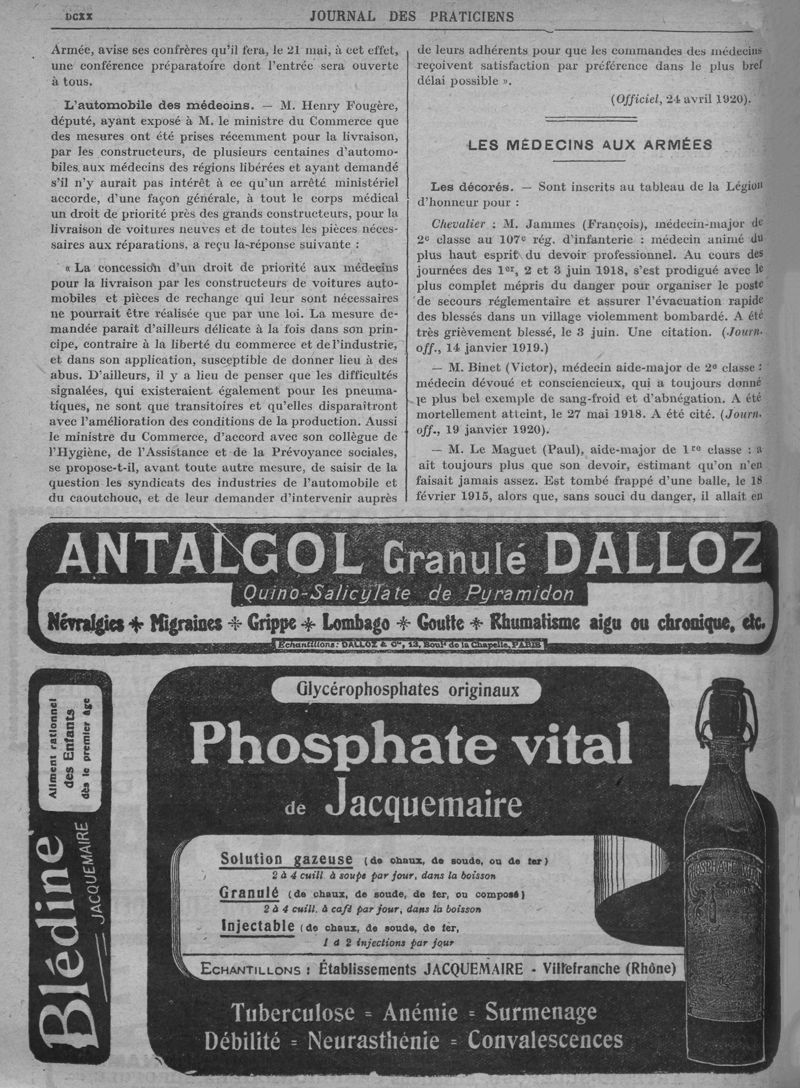 DCXX
JOURNAL DES PRATICIENS
Armée, avise ses confrères qu'il fera, le 21 mai, à cet effet,
une conférence préparatoire dont l'entrée sera ouverte
à tous.
L'automobile des médecins. — M. Henry Fougère,
député, ayant exposé à M. le ministre du Commerce que
des mesures ont été prises récemment pour la livraison,
par les constructeurs, de plusieurs centaines d'automo-
biles aux médecins des régions libérées et ayant demandé
s'il n'y aurait pas intérêt à ce qu'un arrêté ministériel
accorde, d'une façon générale, à tout le corps médical
un droit de priorité près des grands constructeurs, pour la
livraison de voitures neuves et de toutes les pièces néces-
saires aux réparations, a reçu la réponse suivante :
« La concession d'un droit de priorité aux médecins
pour la livraison par les constructeurs de voitures auto-
mobiles et pièces de rechange qui leur sont nécessaires
ne pourrait être réalisée que par une loi. La mesure de-
mandée paraît d'ailleurs délicate à la fois dans son prin-
cipe, contraire à la liberté du commerce et de l'industrie,
et dans son application, susceptible de donner lieu à des
abus. D'ailleurs, il y a lieu de penser que les difficultés
signalées, qui existeraient également pour les pneuma-
tiques, ne sont que transitoires et qu'elles disparaîtront
avec l'amélioration des conditions de la production. Aussi
le ministre du Commerce, d'accord avec son collègue de
l'Hygiène, de l'Assistance et de la Prévoyance sociales,
se propose-t-il, avant toute autre mesure, de saisir de la
question les syndicats des industries de l'automobile et
du caoutchouc, et de leur demander d'intervenir auprès
de leurs adhérents pour que les commandes des médecins
reçoivent satisfaction par préférence dans le plus bref
délai possible ».
(Officiel, 24 avril 1920).
LES MÉDECINS AUX ARMÉES
Les décorés. — Sont inscrits au tableau de la Légion
d'honneur pour :
Chevalier : M. Jammes (François), médecin-major de
2e classe au 107e rég. d'infanterie : médecin animé du
plus haut esprit du devoir professionnel. Au cours des
journées des 1er, 2 et 3 juin 1918, s'est prodigué avec le
plus complet mépris du danger pour organiser le poste
de secours réglementaire et assurer l'évacuation rapide
des blessés dans un village violemment bombardé. A été
très grièvement blessé, le 3 juin. Une citation. (Journ.
off., 14 janvier 1919.)
— M. Binet (Victor), médecin aide-major de 2e classe :
médecin dévoué et consciencieux, qui a toujours donné
le plus bel exemple de sang-froid et d'abnégation. A été
mortellement atteint, le 27 mai 1918. A été cité. (Journ.
off., 19 janvier 1920).
— M. Le Maguet (Paul), aide-major de 1re classe : a
ait toujours plus que son devoir, estimant qu'on n'en
faisait jamais assez. Est tombé frappé d'une balle, le 18
février 1915, alors que, sans souci du danger, il allait en
ANTALGOL Granulé DALLOZ
Quino-Salicylate de Pyramidon
Névralgies * Migraines * Grippe * Lombago * Goutte * Rhumatisme aigu ou chronique, etc.
Echantillons: DALLOZ & Cie, 13, Bould de la Chapelle, PARIS
Aliment rationnel
des Enfants
dès le premier âge
Blédine
JACQUEMAIRE
Glycérophosphates originaux
Phosphate vital
de Jacquemaire
Solution gazeuse (de chaux, de soude, ou de fer)
2 à 4 cuill. à soupe par jour, dans la boisson
Granulé (de chaux, de soude, de fer, ou composé)
2 à 4 cuill. à café par jour, dans la boisson
Injectable (de chaux, de soude, de fer,
1 à 2 injections par jour
ECHANTILLONS : Établissements JACQUEMAIRE - Villefranche (Rhône)
Tuberculose = Anémie = Surmenage
Débilité = Neurasthénie = Convalescences
PHOSPHATE VITAL